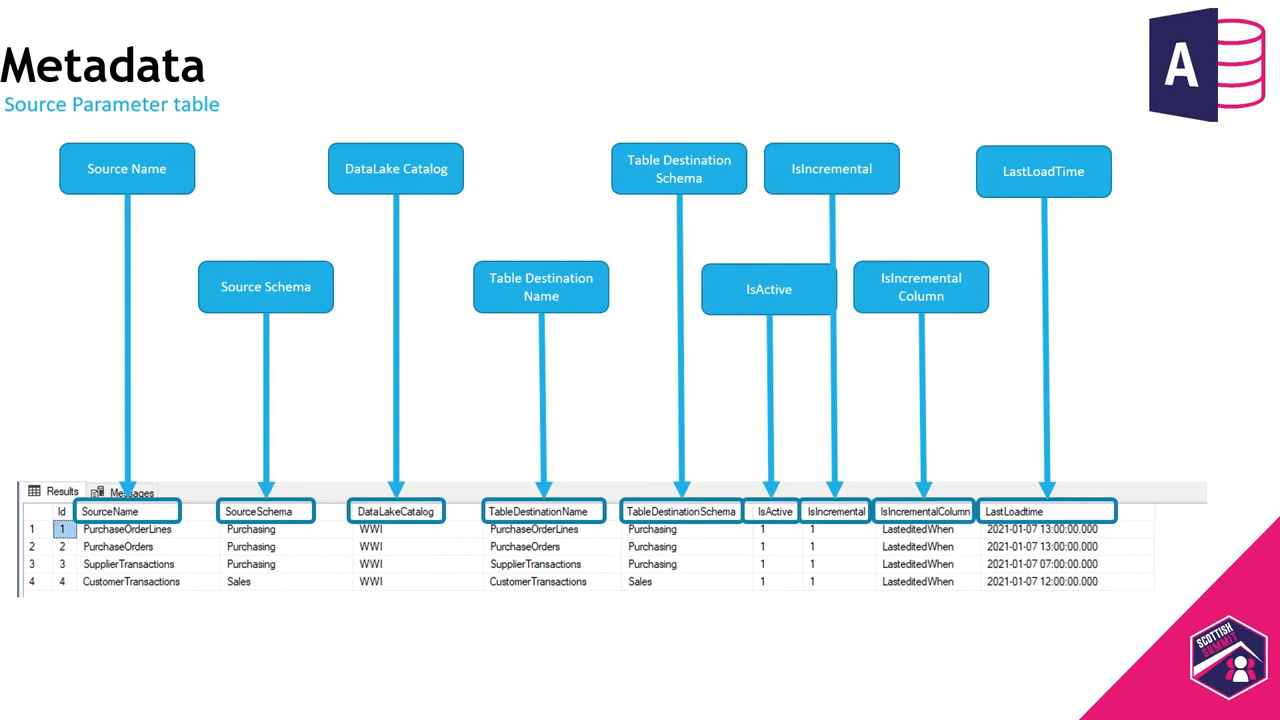 Metadata
Source Parameter table
A
Source Name
DataLake Catalog
Table Destination
Schema
IsIncremental
LastLoadTime
Source Schema
Table Destination
Name
IsActive
IsIncremental
Column
Results Messages
Id SourceName SourceSchema DataLakeCatalog TableDestinationName TableDestinationSchema IsActive IsIncremental IsIncrementalColumn LastLoadtime
1 1 PurchaseOrderLines Purchasing WWI PurchaseOrderLines Purchasing 1 1 LasteditedWhen 2021-01-07 13:00:00.000
2 2 PurchaseOrders Purchasing WWI PurchaseOrders Purchasing 1 1 LasteditedWhen 2021-01-07 13:00:00.000
3 3 SupplierTransactions Purchasing WWI SupplierTransactions Purchasing 1 1 LasteditedWhen 2021-01-07 07:00:00.000
4 4 CustomerTransactions Sales WWI CustomerTransactions Sales 1 1 LasteditedWhen 2021-01-07 12:00:00.000
SCOTTISH
SUMMIT